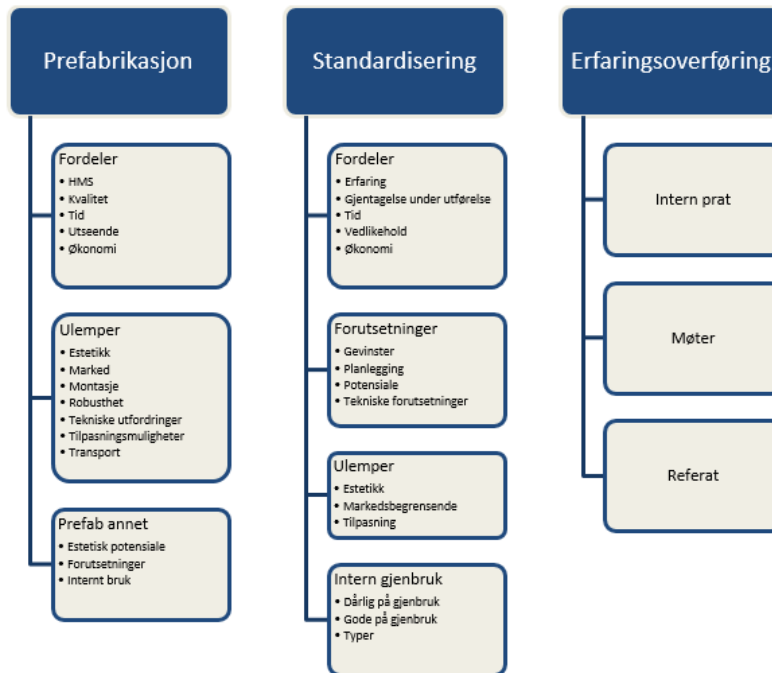 Prefabrikasjon
Fordeler
• HMS
• Kvalitet
• Tid
• Utseende
• Økonomi
Ulemper
• Estetikk
• Marked
• Montasje
• Robusthet
• Tekniske utfordringer
• Tilpasningsmuligheter
• Transport
Prefab annet
• Estetisk potensiale
• Forutsetninger
• Internt bruk
Standardisering
Fordeler
• Erfaring
• Gjentagelse under utførelse
• Tid
• Vedlikehold
• Økonomi
Forutsetninger
• Gevinster
• Planlegging
• Potensiale
• Tekniske forutsetninger
Ulemper
• Estetikk
• Markedsbegrensende
• Tilpasning
Intern gjenbruk
• Dårlig på gjenbruk
• Gode på gjenbruk
• Typer
Erfaringsoverføring
Intern prat
Møter
Referat